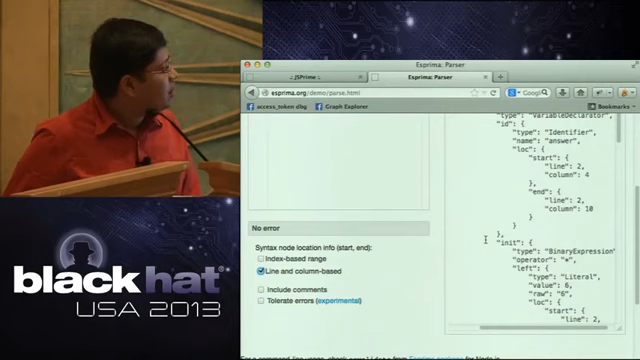 black hat
USA 2013
Esprima: Parser
.: JSPrime :.
Esprima: Parser
esprima.org/demo/parse.html
Googl
access_token dbg
Graph Explorer
Bookmarks
No error
Syntax node location info (start, end):
Index-based range
Line and column-based
Include comments
Tolerate errors (experimental)
"type": "VariableDeclarator",
"id": {
"type": "Identifier",
"name": "answer",
"loc": {
"start": {
"line": 2,
"column": 4
},
"end": {
"line": 2,
"column": 10
}
}
},
"init": {
"type": "BinaryExpression"
"operator": "*",
"left": {
"type": "Literal",
"value": 6,
"raw": "6",
"loc": {
"start": {
"line": 2,